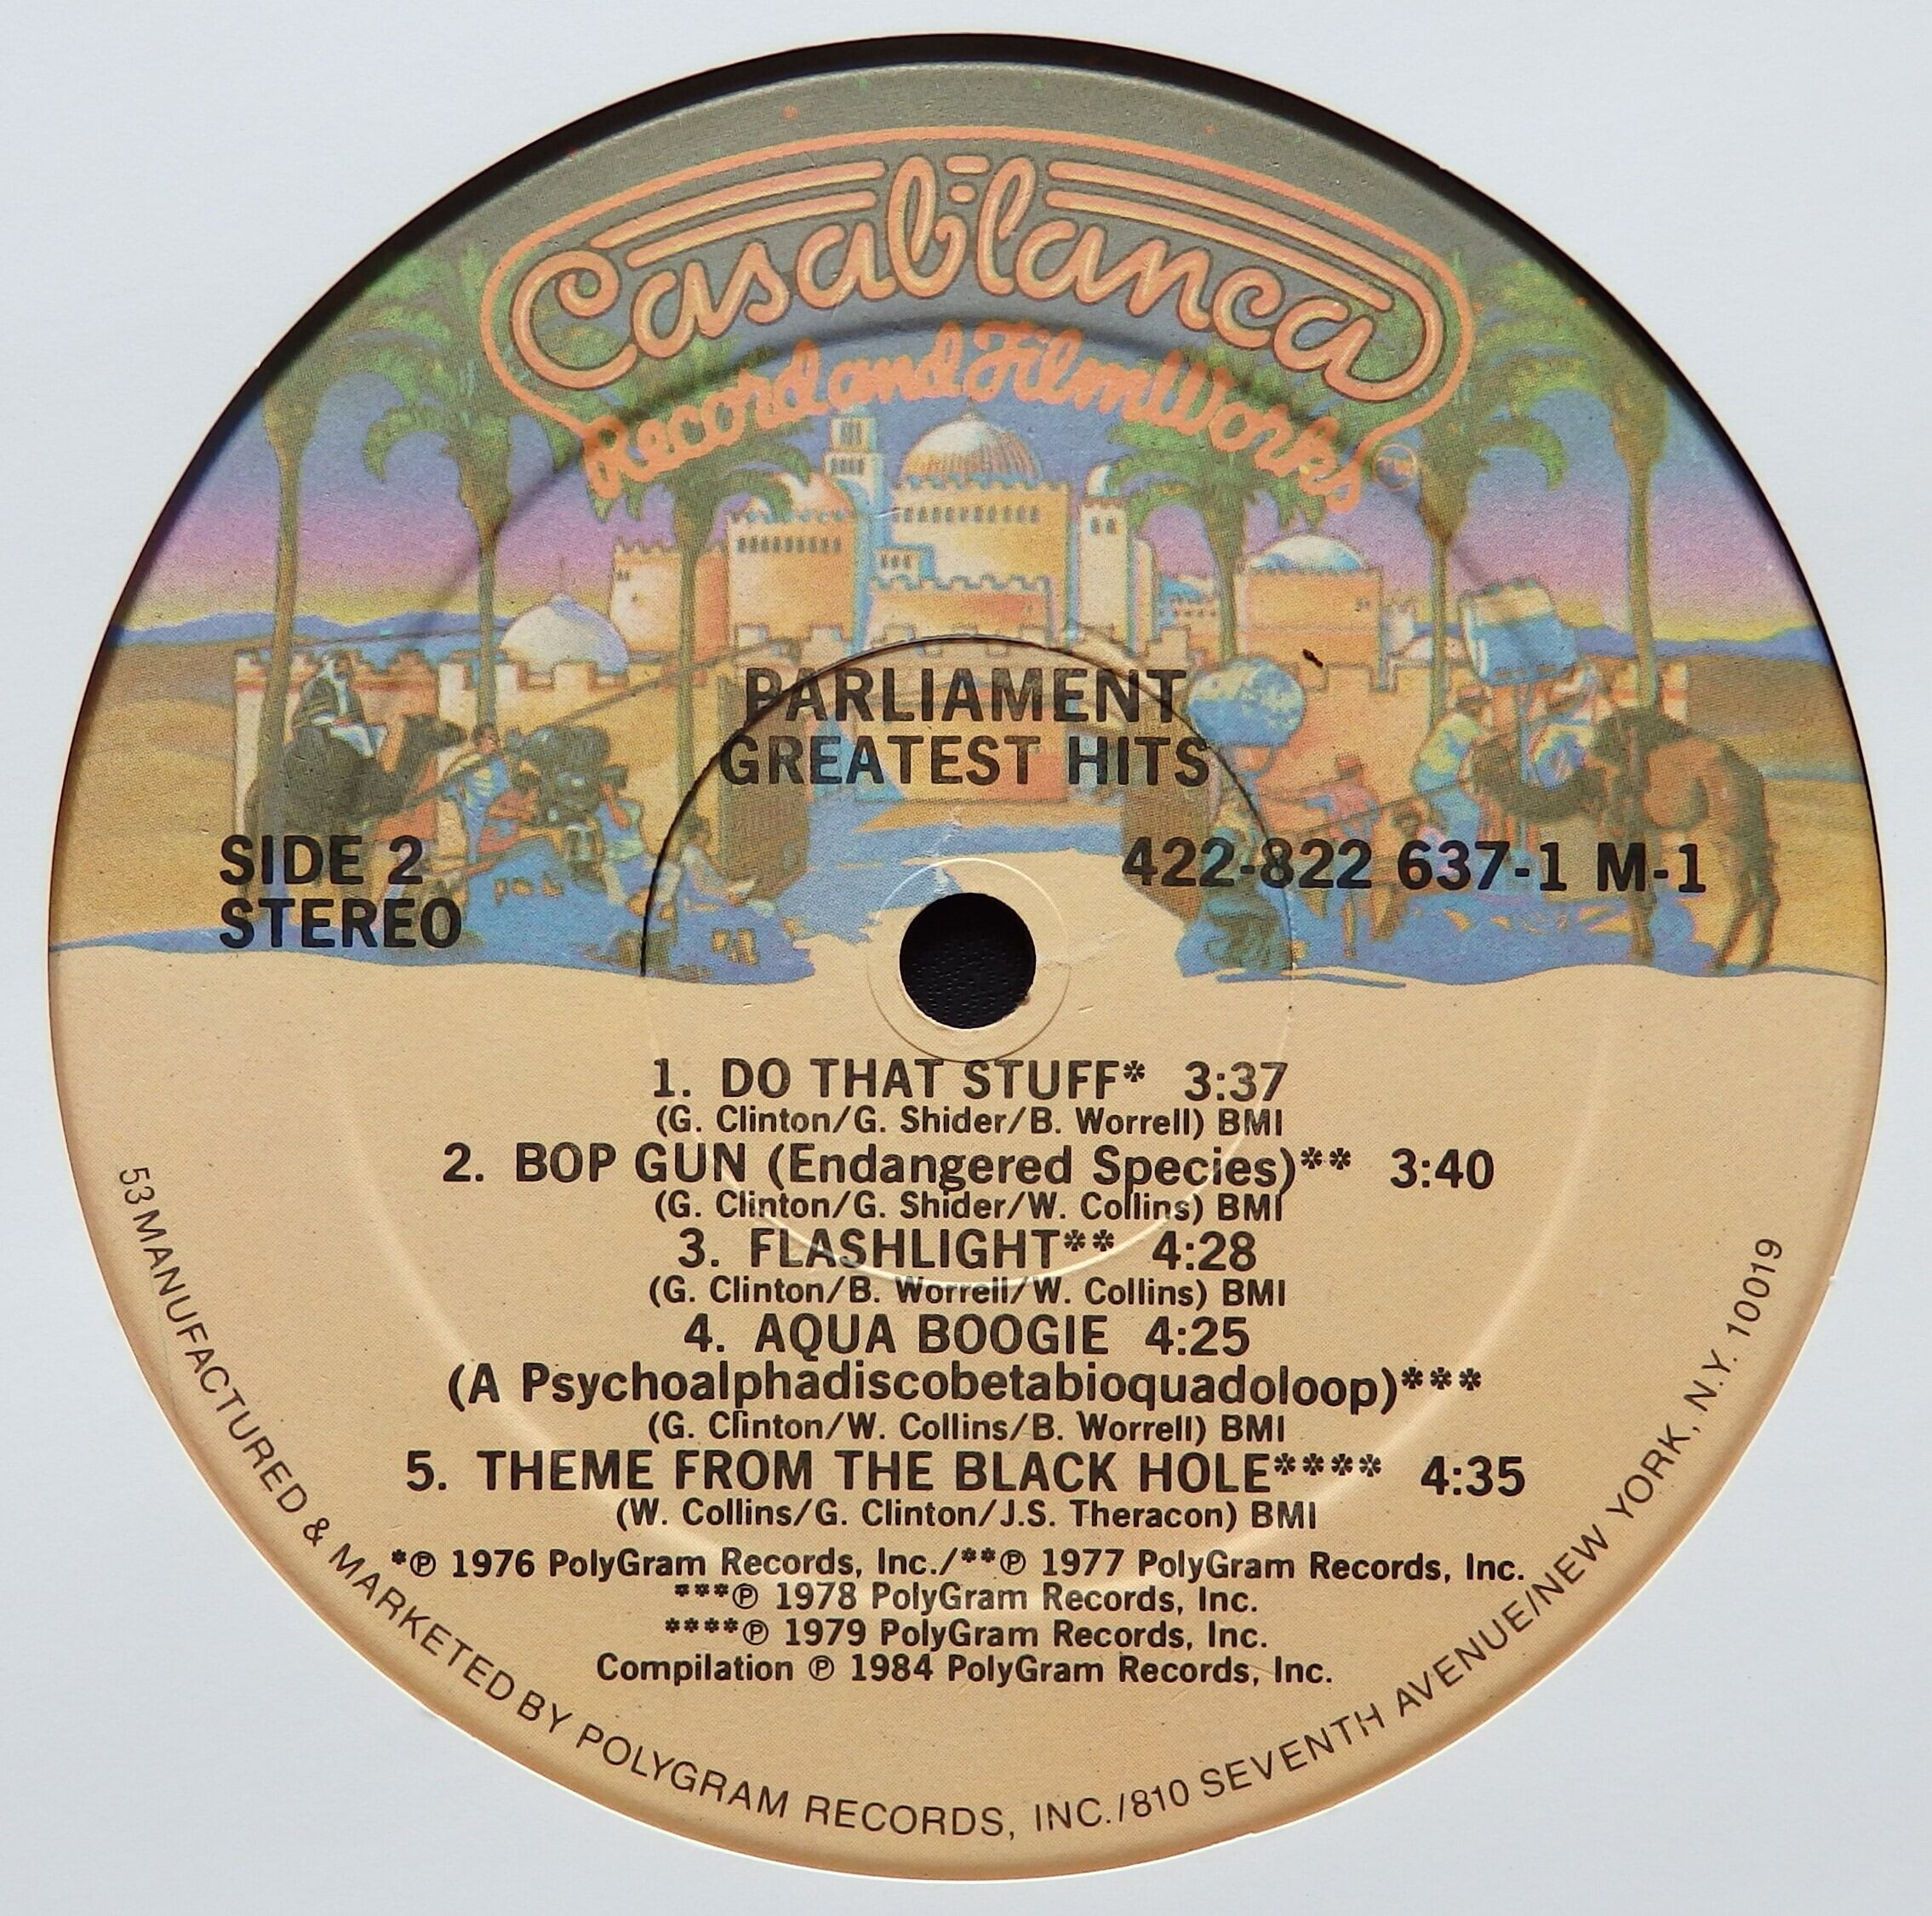 Casablanca
Record and FilmWorks
TM
PARLIAMENT
GREATEST HITS
SIDE 2
STEREO
422-822 637-1 M-1
1. DO THAT STUFF* 3:37
(G. Clinton/G. Shider/B. Worrell) BMI
2. BOP GUN (Endangered Species)** 3:40
(G. Clinton/G. Shider/W. Collins) BMI
3. FLASHLIGHT** 4:28
(G. Clinton/B. Worrell/W. Collins) BMI
4. AQUA BOOGIE 4:25
(A Psychoalphadiscobetabioquadoloop)***
(G. Clinton/W. Collins/B. Worrell) BMI
5. THEME FROM THE BLACK HOLE**** 4:35
(W. Collins/G. Clinton/J.S. Theracon) BMI
*℗ 1976 PolyGram Records, Inc./**℗ 1977 PolyGram Records, Inc.
***℗ 1978 PolyGram Records, Inc.
****℗ 1979 PolyGram Records, Inc.
Compilation ℗ 1984 PolyGram Records, Inc.
53 MANUFACTURED & MARKETED BY POLYGRAM RECORDS, INC./810 SEVENTH AVENUE/NEW YORK, N.Y. 10019